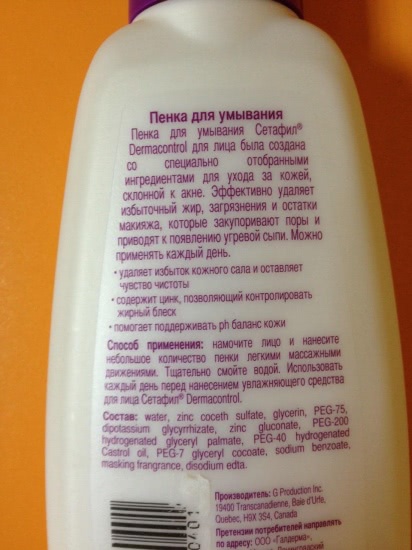 Пенка для умывания
Пенка для умывания Сетафил®
Dermacontrol для лица была создана
со специально отобранными
ингредиентами для ухода за кожей,
склонной к акне. Эффективно удаляет
избыточный жир, загрязнения и остатки
макияжа, которые закупоривают поры и
приводят к появлению угревой сыпи. Можно
применять каждый день.
• удаляет избыток кожного сала и оставляет
чувство чистоты
• содержит цинк, позволяющий контролировать
жирный блеск
• помогает поддерживать ph баланс кожи
Способ применения: намочите лицо и нанесите
небольшое количество пенки легкими массажными
движениями. Тщательно смойте водой. Использовать
каждый день перед нанесением увлажняющего средства
для лица Сетафил® Dermacontrol.
Состав: water, zinc coceth sulfate, glycerin, PEG-75,
dipotassium glycyrrhizate, zinc gluconate, PEG-200
hydrogenated glyceryl palmate, PEG-40 hydrogenated
Castrol oil, PEG-7 glyceryl cocoate, sodium benzoate,
masking frangrance, disodium edta.
Производитель: G Production Inc.
19400 Transcanadienne, Baie d'Urfe,
Quebec, H9X 3S4, Canada
Претензии потребителей направлять
по адресу: ООО «Галдерма»,